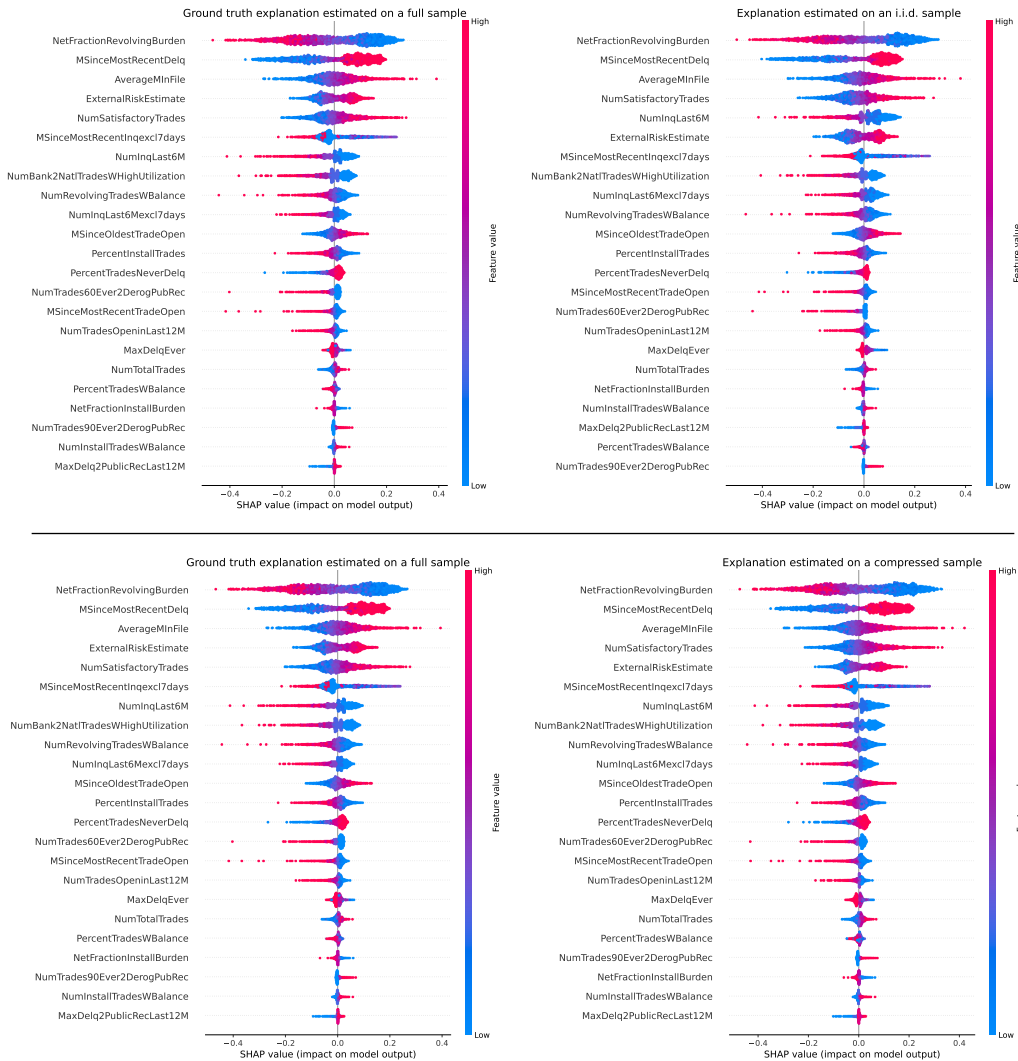 Ground truth explanation estimated on a full sample
High
NetFractionRevolvingBurden
MSinceMostRecentDelq
AverageMInFile
ExternalRiskEstimate
NumSatisfactoryTrades
MSinceMostRecentInqexcl7days
NumInqLast6M
NumBank2NatlTradesWHighUtilization
NumRevolvingTradesWBalance
NumInqLast6Mexcl7days
MSinceOldestTradeOpen
PercentInstallTrades
PercentTradesNeverDelq
NumTrades60Ever2DerogPubRec
MSinceMostRecentTradeOpen
NumTradesOpeninLast12M
MaxDelqEver
NumTotalTrades
PercentTradesWBalance
NetFractionInstallBurden
NumTrades90Ever2DerogPubRec
NumInstallTradesWBalance
MaxDelq2PublicRecLast12M
Feature value
Low
−0.4 −0.2 0.0 0.2 0.4
SHAP value (impact on model output)
Explanation estimated on an i.i.d. sample
High
NetFractionRevolvingBurden
MSinceMostRecentDelq
AverageMInFile
NumSatisfactoryTrades
NumInqLast6M
ExternalRiskEstimate
MSinceMostRecentInqexcl7days
NumBank2NatlTradesWHighUtilization
NumInqLast6Mexcl7days
NumRevolvingTradesWBalance
MSinceOldestTradeOpen
PercentInstallTrades
PercentTradesNeverDelq
MSinceMostRecentTradeOpen
NumTrades60Ever2DerogPubRec
NumTradesOpeninLast12M
MaxDelqEver
NumTotalTrades
NetFractionInstallBurden
NumInstallTradesWBalance
MaxDelq2PublicRecLast12M
PercentTradesWBalance
NumTrades90Ever2DerogPubRec
Feature value
Low
−0.4 −0.2 0.0 0.2 0.4
SHAP value (impact on model output)
Ground truth explanation estimated on a full sample
High
NetFractionRevolvingBurden
MSinceMostRecentDelq
AverageMInFile
ExternalRiskEstimate
NumSatisfactoryTrades
MSinceMostRecentInqexcl7days
NumInqLast6M
NumBank2NatlTradesWHighUtilization
NumRevolvingTradesWBalance
NumInqLast6Mexcl7days
MSinceOldestTradeOpen
PercentInstallTrades
PercentTradesNeverDelq
NumTrades60Ever2DerogPubRec
MSinceMostRecentTradeOpen
NumTradesOpeninLast12M
MaxDelqEver
NumTotalTrades
PercentTradesWBalance
NetFractionInstallBurden
NumTrades90Ever2DerogPubRec
NumInstallTradesWBalance
MaxDelq2PublicRecLast12M
Feature value
Low
−0.4 −0.2 0.0 0.2 0.4
SHAP value (impact on model output)
Explanation estimated on a compressed sample
High
NetFractionRevolvingBurden
MSinceMostRecentDelq
AverageMInFile
NumSatisfactoryTrades
ExternalRiskEstimate
MSinceMostRecentInqexcl7days
NumInqLast6M
NumBank2NatlTradesWHighUtilization
NumRevolvingTradesWBalance
NumInqLast6Mexcl7days
MSinceOldestTradeOpen
PercentInstallTrades
PercentTradesNeverDelq
NumTrades60Ever2DerogPubRec
MSinceMostRecentTradeOpen
NumTradesOpeninLast12M
MaxDelqEver
NumTotalTrades
PercentTradesWBalance
NumTrades90Ever2DerogPubRec
NetFractionInstallBurden
NumInstallTradesWBalance
MaxDelq2PublicRecLast12M
Low
−0.4 −0.2 0.0 0.2 0.4
SHAP value (impact on model output)